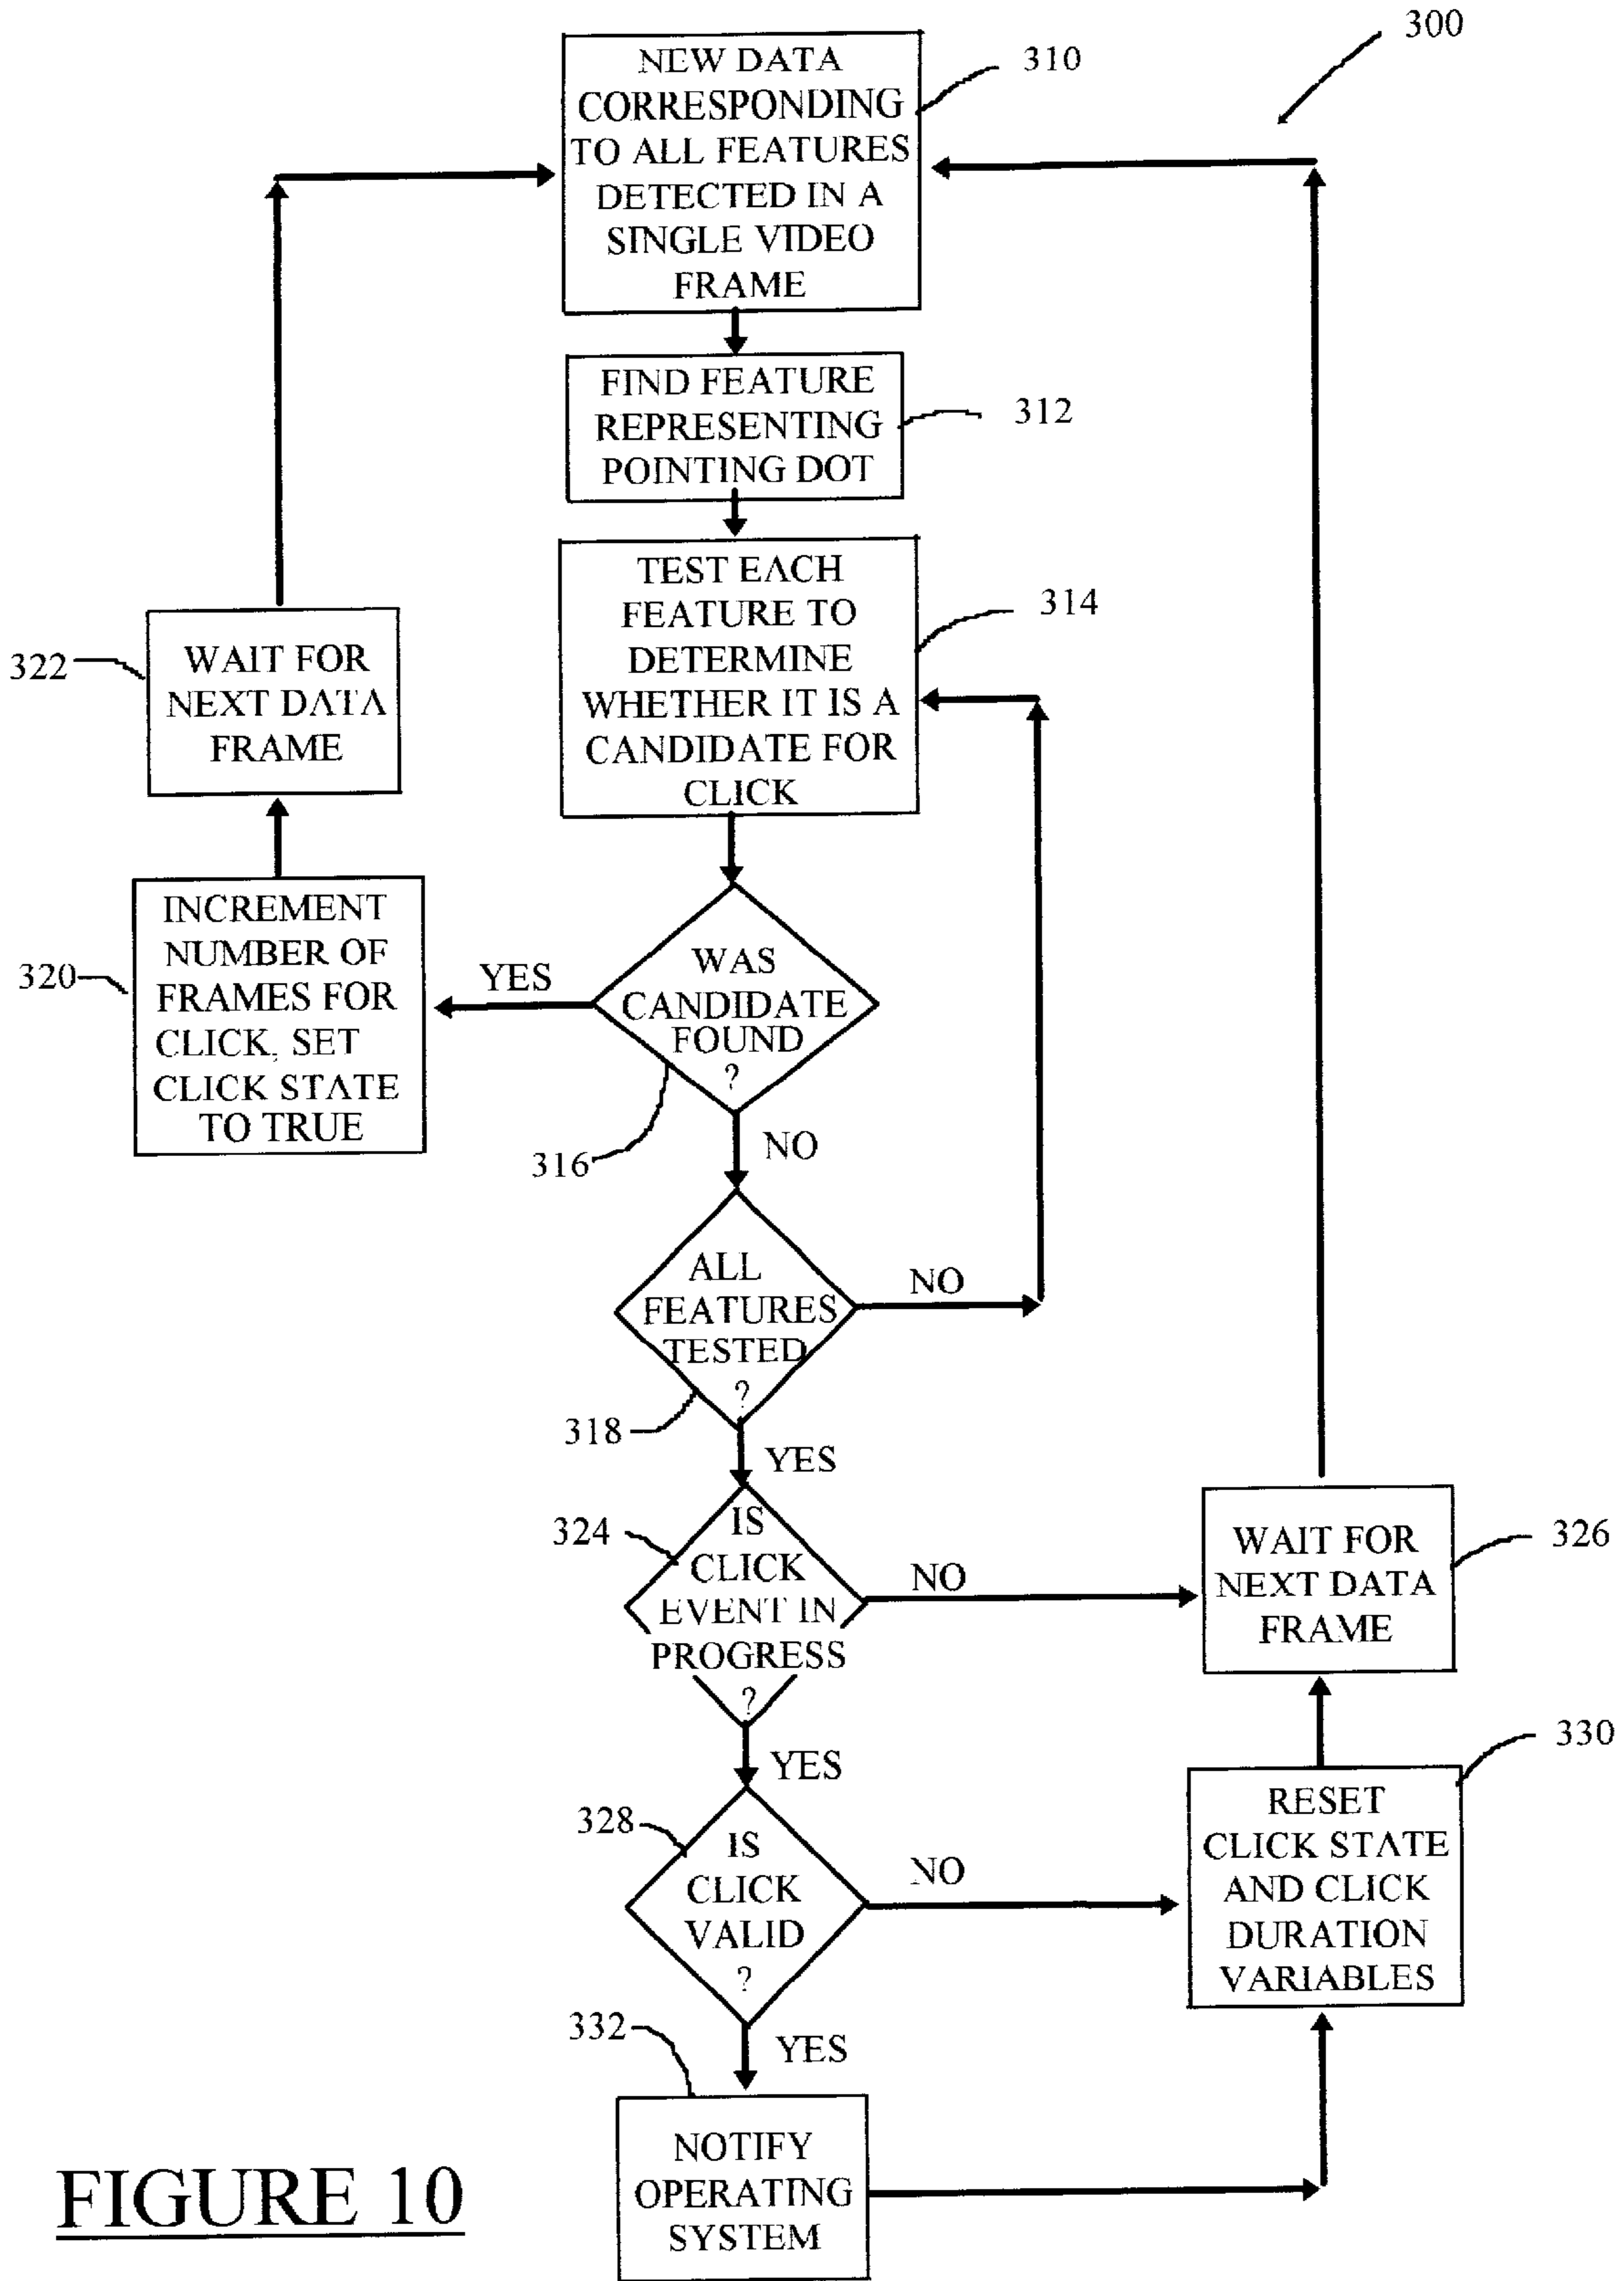 300
NEW DATA
CORRESPONDING
TO ALL FEATURES
DETECTED IN A
SINGLE VIDEO
FRAME
310
FIND FEATURE
REPRESENTING
POINTING DOT
312
TEST EACH
FEATURE TO
DETERMINE
WHETHER IT IS A
CANDIDATE FOR
CLICK
314
322
WAIT FOR
NEXT DATA
FRAME
320
INCREMENT
NUMBER OF
FRAMES FOR
CLICK, SET
CLICK STATE
TO TRUE
YES
WAS
CANDIDATE
FOUND
?
316
NO
ALL
FEATURES
TESTED
?
NO
318
YES
324
IS
CLICK
EVENT IN
PROGRESS
?
NO
WAIT FOR
NEXT DATA
FRAME
326
YES
328
IS
CLICK
VALID
?
NO
RESET
CLICK STATE
AND CLICK
DURATION
VARIABLES
330
332
YES
NOTIFY
OPERATING
SYSTEM
FIGURE 10